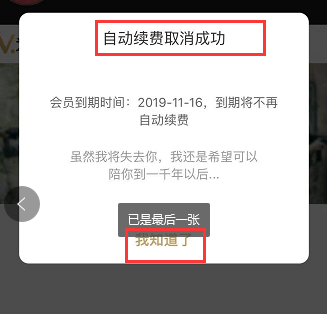 自动续费取消成功
会员到期时间：2019-11-16，到期将不再
自动续费
虽然我将失去你，我还是希望可以
陪你到一千年以后...
已是最后一张
我知道了